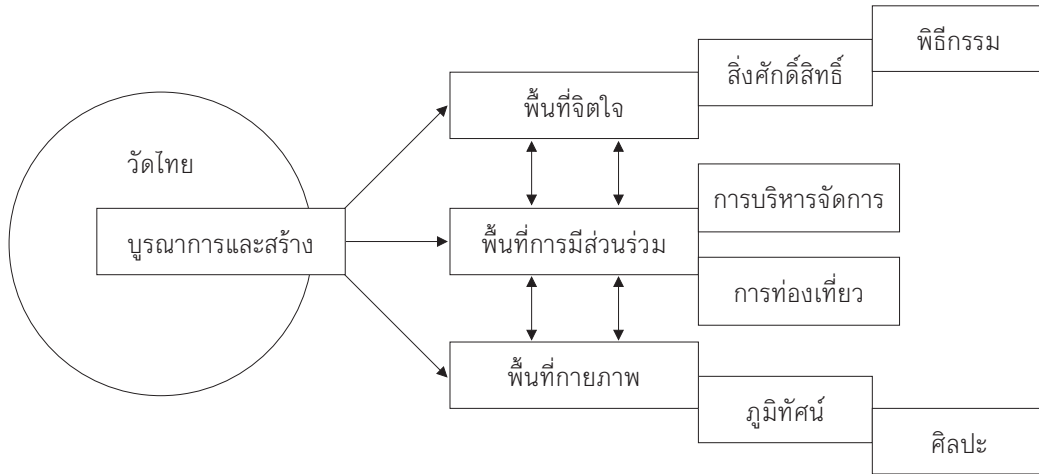 พิธีกรรม
สิ่งศักดิ์สิทธิ์
พื้นที่จิตใจ
วัดไทย
การบริหารจัดการ
บูรณาการและสร้าง
พื้นที่การมีส่วนร่วม
การท่องเที่ยว
พื้นที่กายภาพ
ภูมิทัศน์
ศิลปะ